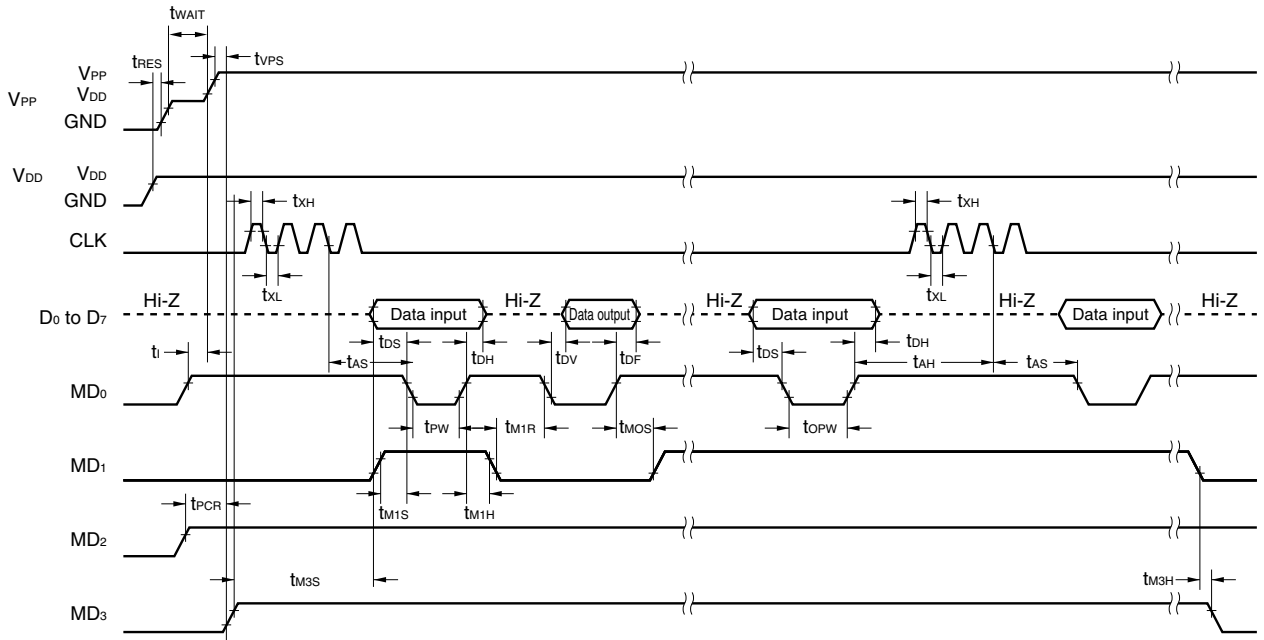 tWAIT
tRES
tVPS
VPP
VPP
VDD
GND
VDD
VDD
GND
tXH
tXH
CLK
tXL
tXL
Hi-Z
Hi-Z
Hi-Z
Hi-Z
Hi-Z
D0 to D7
Data input
Data output
Data input
Data input
tI
tAS
tDS
tDH
tDV
tDF
tDS
tDH
tAH
tAS
MD0
tPW
tM1R
tMOS
tOPW
MD1
tPCR
tM1S
tM1H
MD2
tM3S
tM3H
MD3